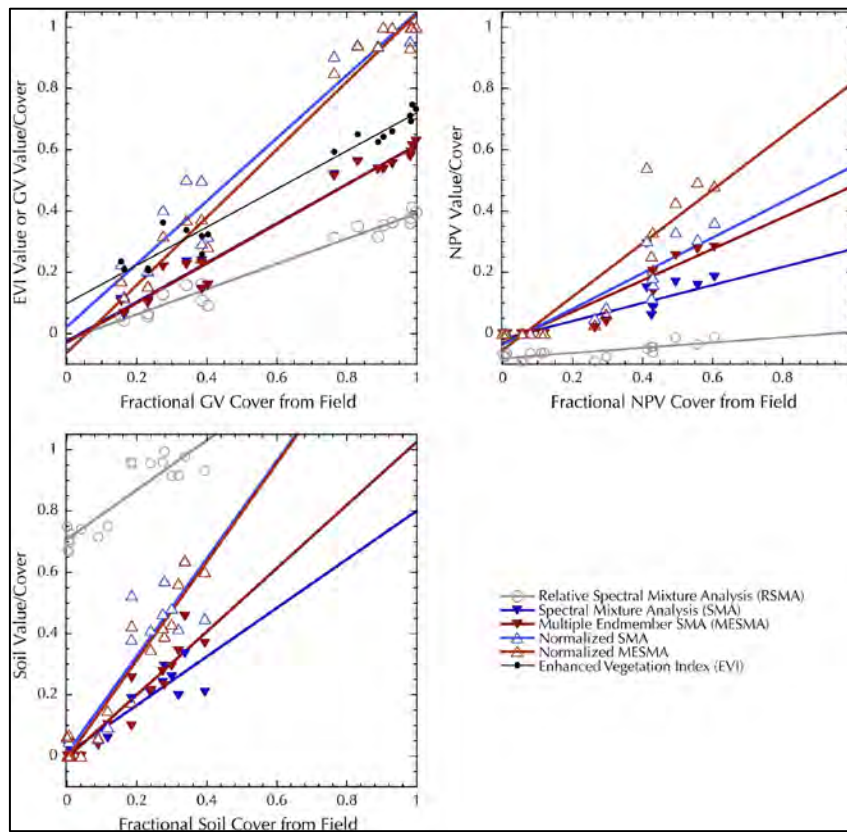 EVI Value or GV Value/Cover
1
0.8
0.6
0.4
0.2
0
0
0.2
0.4
0.6
0.8
1
Fractional GV Cover from Field
NPV Value/Cover
1
0.8
0.6
0.4
0.2
0
0
0.2
0.4
0.6
0.8
Fractional NPV Cover from Field
Soil Value/Cover
1
0.8
0.6
0.4
0.2
0
0
0.2
0.4
0.6
0.8
1
Fractional Soil Cover from Field
Relative Spectral Mixture Analysis (RSMA)
Spectral Mixture Analysis (SMA)
Multiple Endmember SMA (MESMA)
Normalized SMA
Normalized MESMA
Enhanced Vegetation Index (EVI)